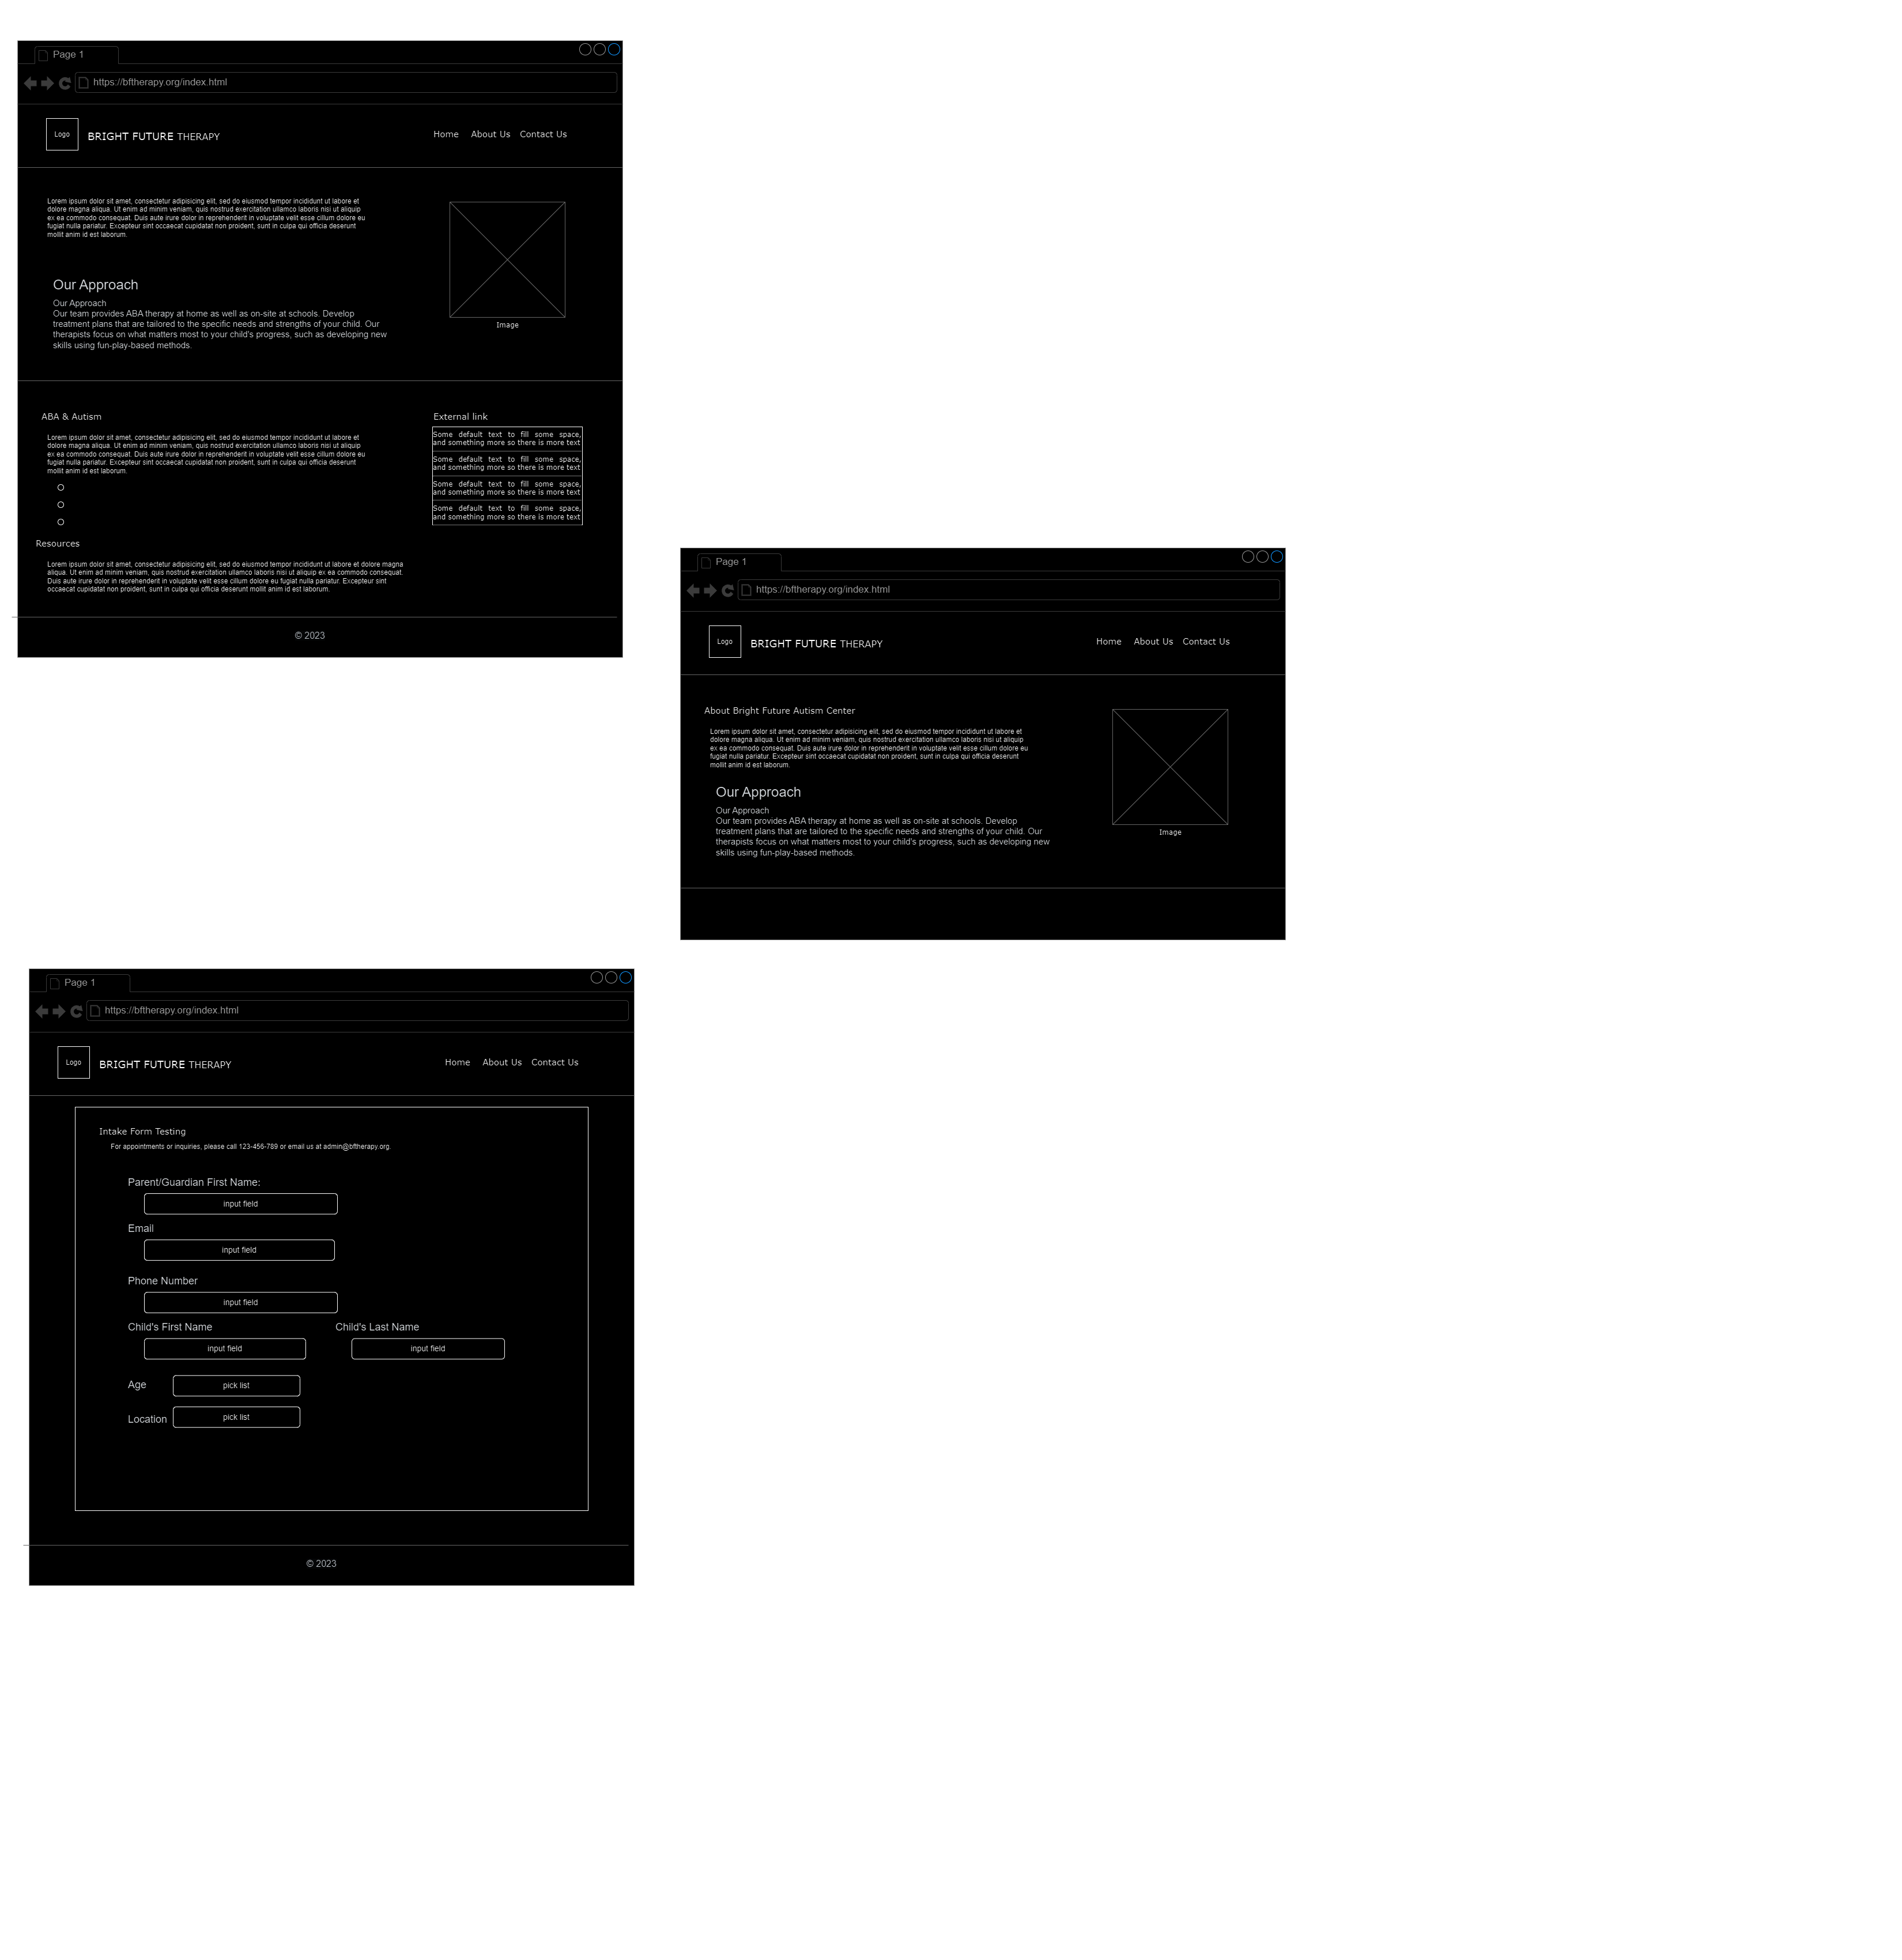 Page 1
https://bftherapy.org/index.html
Logo
BRIGHT FUTURE THERAPY
Home About Us Contact Us
Lorem ipsum dolor sit amet, consectetur adipisicing elit, sed do eiusmod tempor incididunt ut labore et
dolore magna aliqua. Ut enim ad minim veniam, quis nostrud exercitation ullamco laboris nisi ut aliquip
ex ea commodo consequat. Duis aute irure dolor in reprehenderit in voluptate velit esse cillum dolore eu
fugiat nulla pariatur. Excepteur sint occaecat cupidatat non proident, sunt in culpa qui officia deserunt
mollit anim id est laborum.
Our Approach
Our Approach
Our team provides ABA therapy at home as well as on-site at schools. Develop
treatment plans that are tailored to the specific needs and strengths of your child. Our
therapists focus on what matters most to your child's progress, such as developing new
skills using fun-play-based methods.
Image
ABA & Autism
Lorem ipsum dolor sit amet, consectetur adipisicing elit, sed do eiusmod tempor incididunt ut labore et
dolore magna aliqua. Ut enim ad minim veniam, quis nostrud exercitation ullamco laboris nisi ut aliquip
ex ea commodo consequat. Duis aute irure dolor in reprehenderit in voluptate velit esse cillum dolore eu
fugiat nulla pariatur. Excepteur sint occaecat cupidatat non proident, sunt in culpa qui officia deserunt
mollit anim id est laborum.
External link
Some default text to fill some space,
and something more so there is more text
Some default text to fill some space,
and something more so there is more text
Some default text to fill some space,
and something more so there is more text
Some default text to fill some space,
and something more so there is more text
Resources
Lorem ipsum dolor sit amet, consectetur adipisicing elit, sed do eiusmod tempor incididunt ut labore et dolore magna
aliqua. Ut enim ad minim veniam, quis nostrud exercitation ullamco laboris nisi ut aliquip ex ea commodo consequat.
Duis aute irure dolor in reprehenderit in voluptate velit esse cillum dolore eu fugiat nulla pariatur. Excepteur sint
occaecat cupidatat non proident, sunt in culpa qui officia deserunt mollit anim id est laborum.
© 2023
Page 1
https://bftherapy.org/index.html
Logo
BRIGHT FUTURE THERAPY
Home About Us Contact Us
About Bright Future Autism Center
Lorem ipsum dolor sit amet, consectetur adipisicing elit, sed do eiusmod tempor incididunt ut labore et
dolore magna aliqua. Ut enim ad minim veniam, quis nostrud exercitation ullamco laboris nisi ut aliquip
ex ea commodo consequat. Duis aute irure dolor in reprehenderit in voluptate velit esse cillum dolore eu
fugiat nulla pariatur. Excepteur sint occaecat cupidatat non proident, sunt in culpa qui officia deserunt
mollit anim id est laborum.
Our Approach
Our Approach
Our team provides ABA therapy at home as well as on-site at schools. Develop
treatment plans that are tailored to the specific needs and strengths of your child. Our
therapists focus on what matters most to your child's progress, such as developing new
skills using fun-play-based methods.
Image
Page 1
https://bftherapy.org/index.html
Logo
BRIGHT FUTURE THERAPY
Home About Us Contact Us
Intake Form Testing
For appointments or inquiries, please call 123-456-789 or email us at admin@bftherapy.org.
Parent/Guardian First Name:
input field
Email
input field
Phone Number
input field
Child's First Name Child's Last Name
input field input field
Age pick list
Location pick list
© 2023